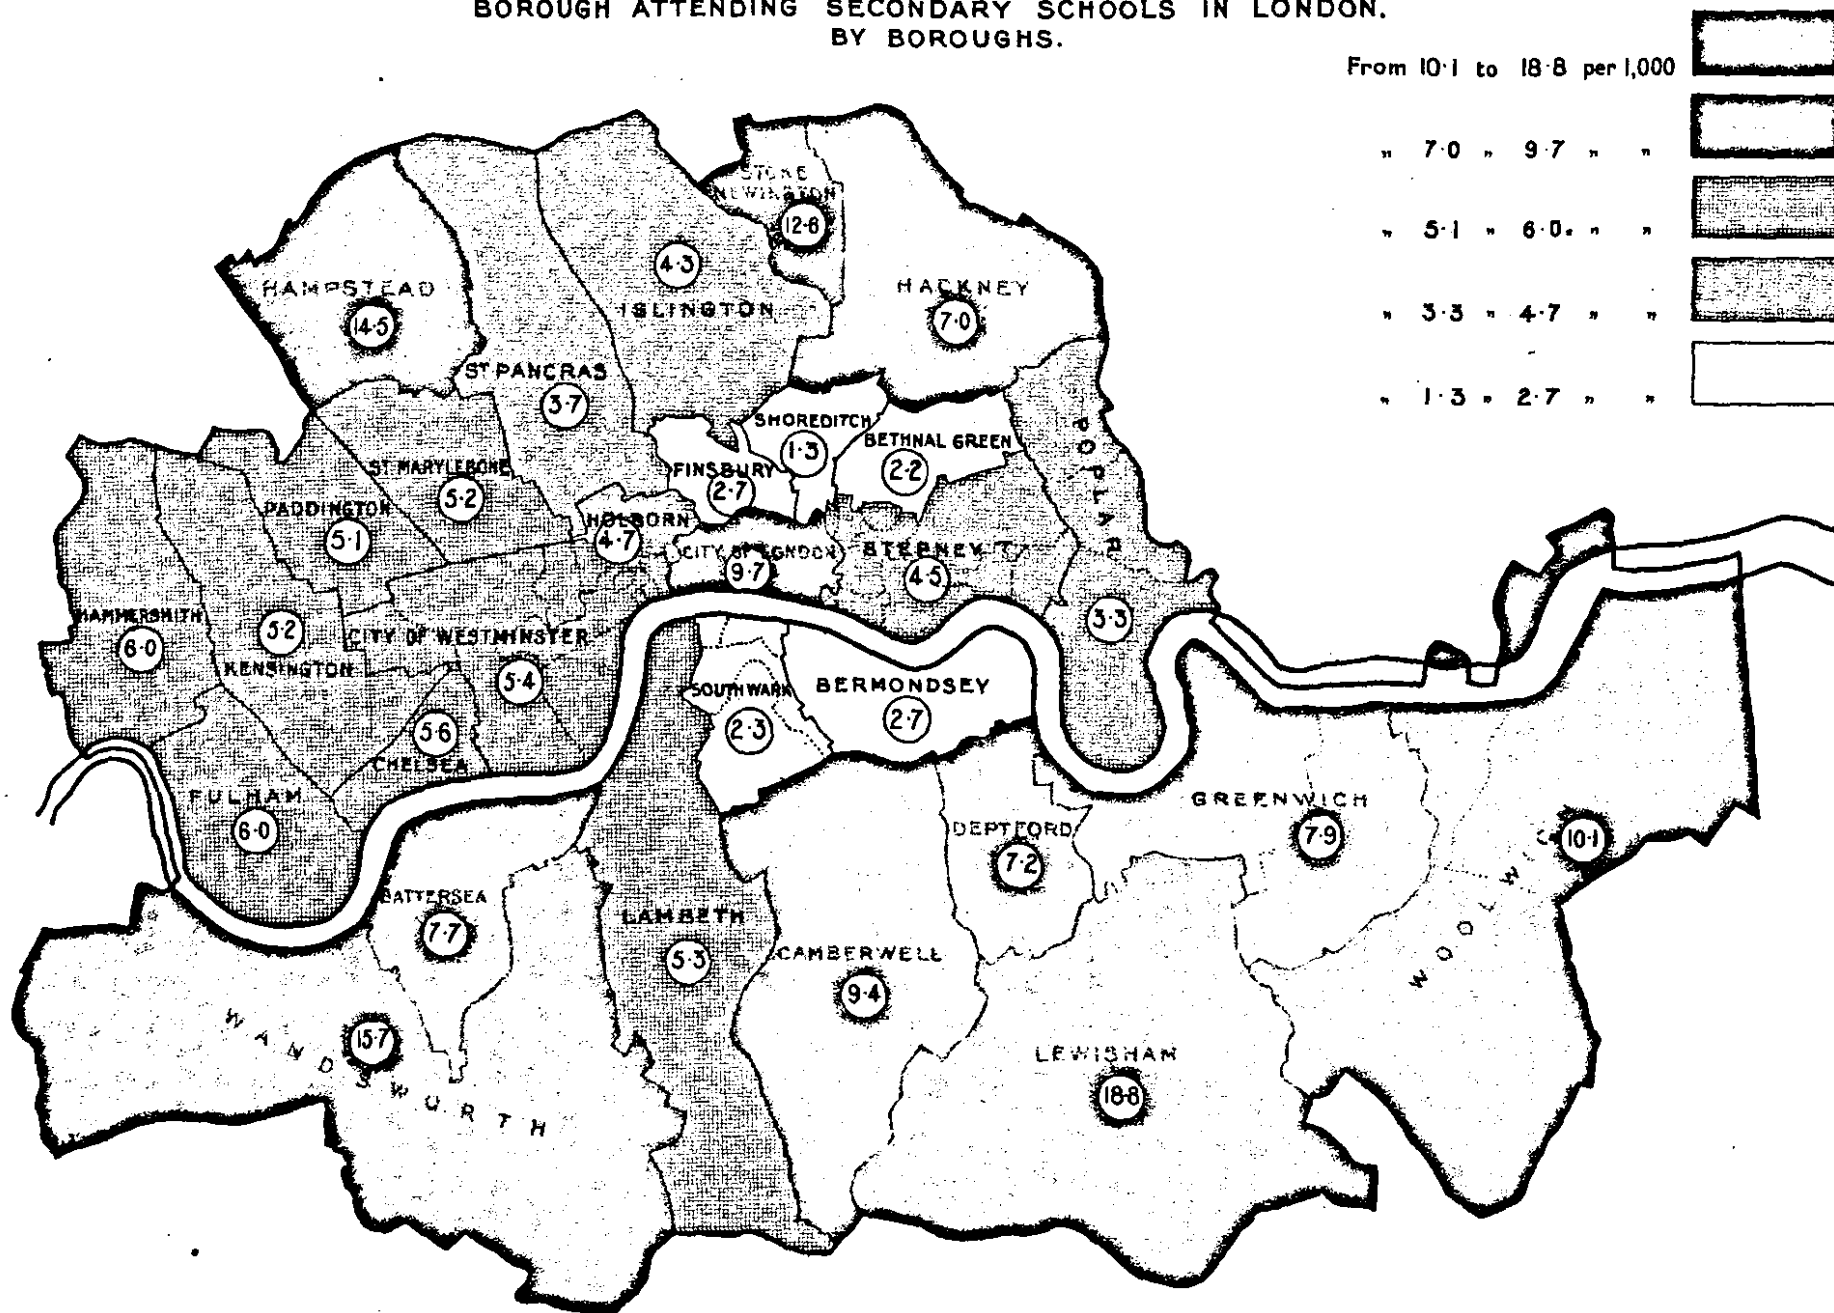 BOROUGH ATTENDING SECONDARY SCHOOLS IN LONDON.
BY BOROUGHS.
From 10·1 to 18·8 per 1,000
„ 7·0 „ 9·7 „ „
„ 5·1 „ 6·0 „ „
„ 3·3 „ 4·7 „ „
„ 1·3 „ 2·7 „ „
STOKE
NEWINGTON
12·6
HAMPSTEAD
14·5
4·3
ISLINGTON
HACKNEY
7·0
ST PANCRAS
3·7
SHOREDITCH
1·3
BETHNAL GREEN
2·2
POPLAR
3·3
ST MARYLEBONE
5·2
FINSBURY
2·7
PADDINGTON
5·1
HOLBORN
4·7
CITY OF LONDON
9·7
STEPNEY
4·5
HAMMERSMITH
6·0
5·2
KENSINGTON
CITY OF WESTMINSTER
5·4
SOUTHWARK
2·3
BERMONDSEY
2·7
5·6
CHELSEA
FULHAM
6·0
GREENWICH
7·9
DEPTFORD
7·2
WOOLWICH
10·1
BATTERSEA
7·7
LAMBETH
5·3
CAMBERWELL
9·4
WANDSWORTH
15·7
LEWISHAM
18·8